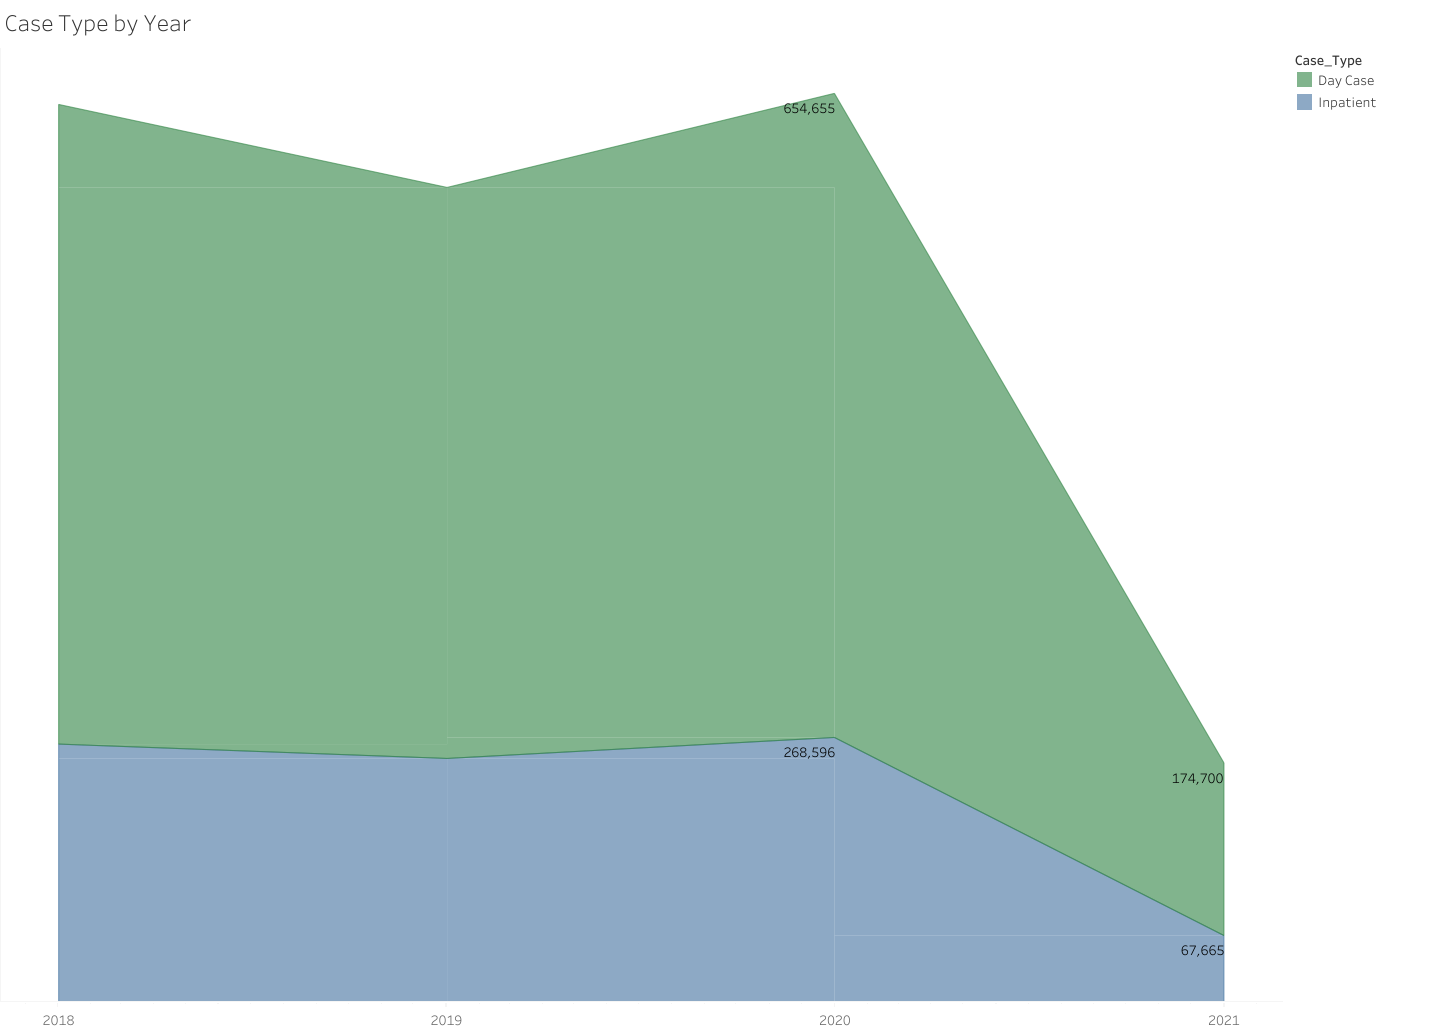 Case Type by Year
Case_Type
Day Case
Inpatient
654,655
268,596
174,700
67,665
2018
2019
2020
2021